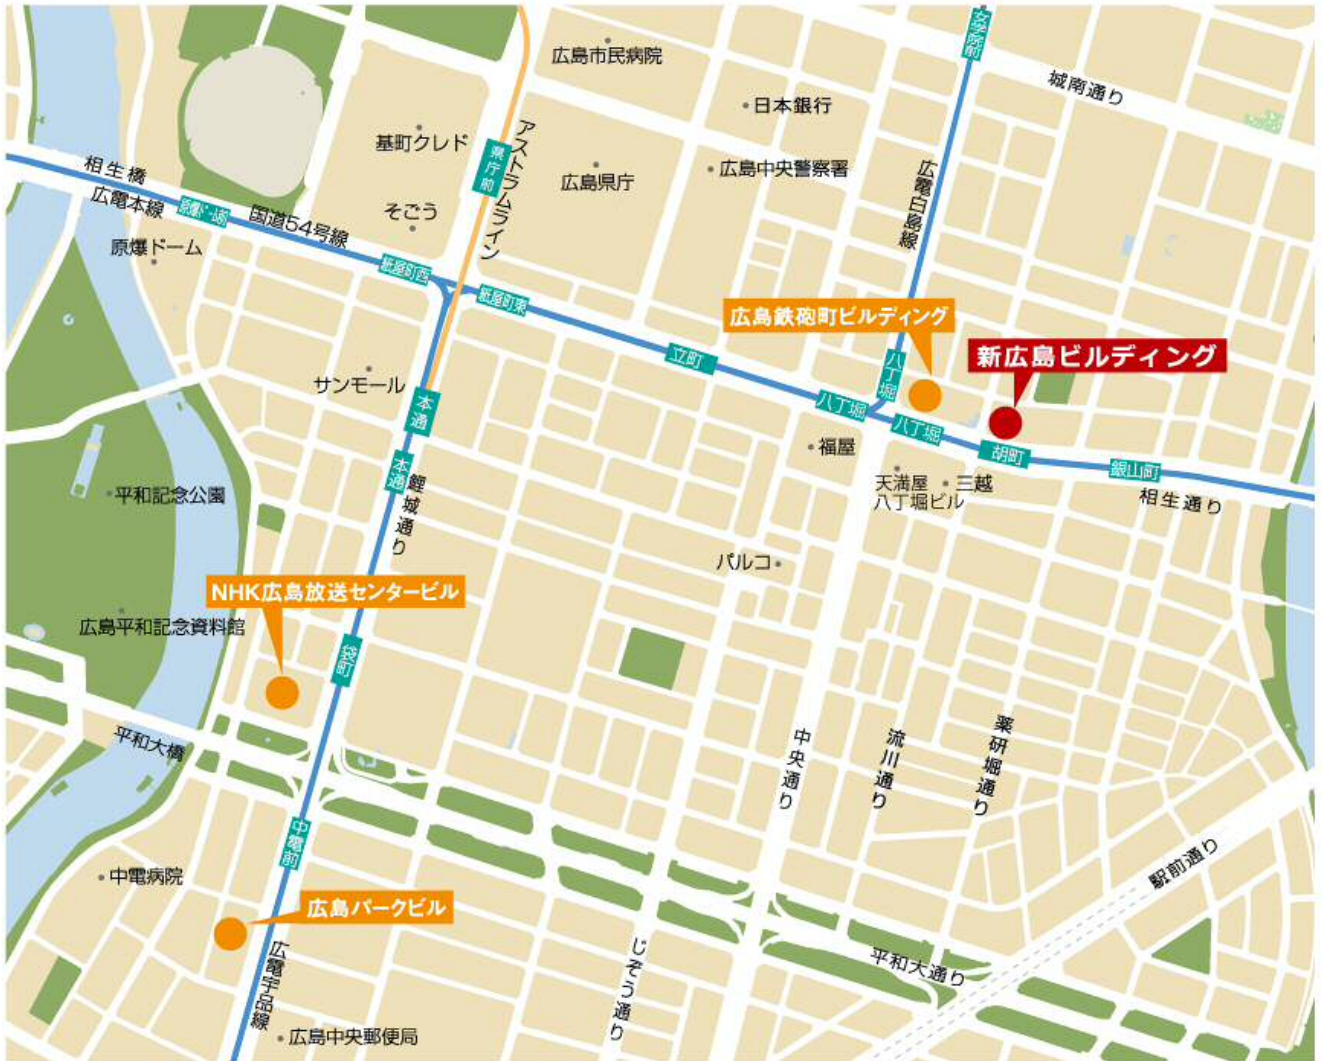 女学院前
広島市民病院
城南通り
日本銀行
アストラムライン
基町クレド
県庁前
相生橋
広島中央警察署
広島県庁
広電白島線
広電本線
原爆ドーム前
国道54号線
そごう
原爆ドーム
紙屋町西
紙屋町東
広島鉄砲町ビルディング
立町
八丁堀
新広島ビルディング
サンモール
本通
八丁堀
八丁堀
福屋
胡町
本通
鯉城通り
銀山町
天満屋
八丁堀ビル
三越
相生通り
平和記念公園
パルコ
NHK広島放送センタービル
広島平和記念資料館
袋町
平和大橋
中央通り
流川通り
薬研堀通り
中電前
駅前通り
中電病院
広島パークビル
広電宇品線
じぞう通り
平和大通り
広島中央郵便局